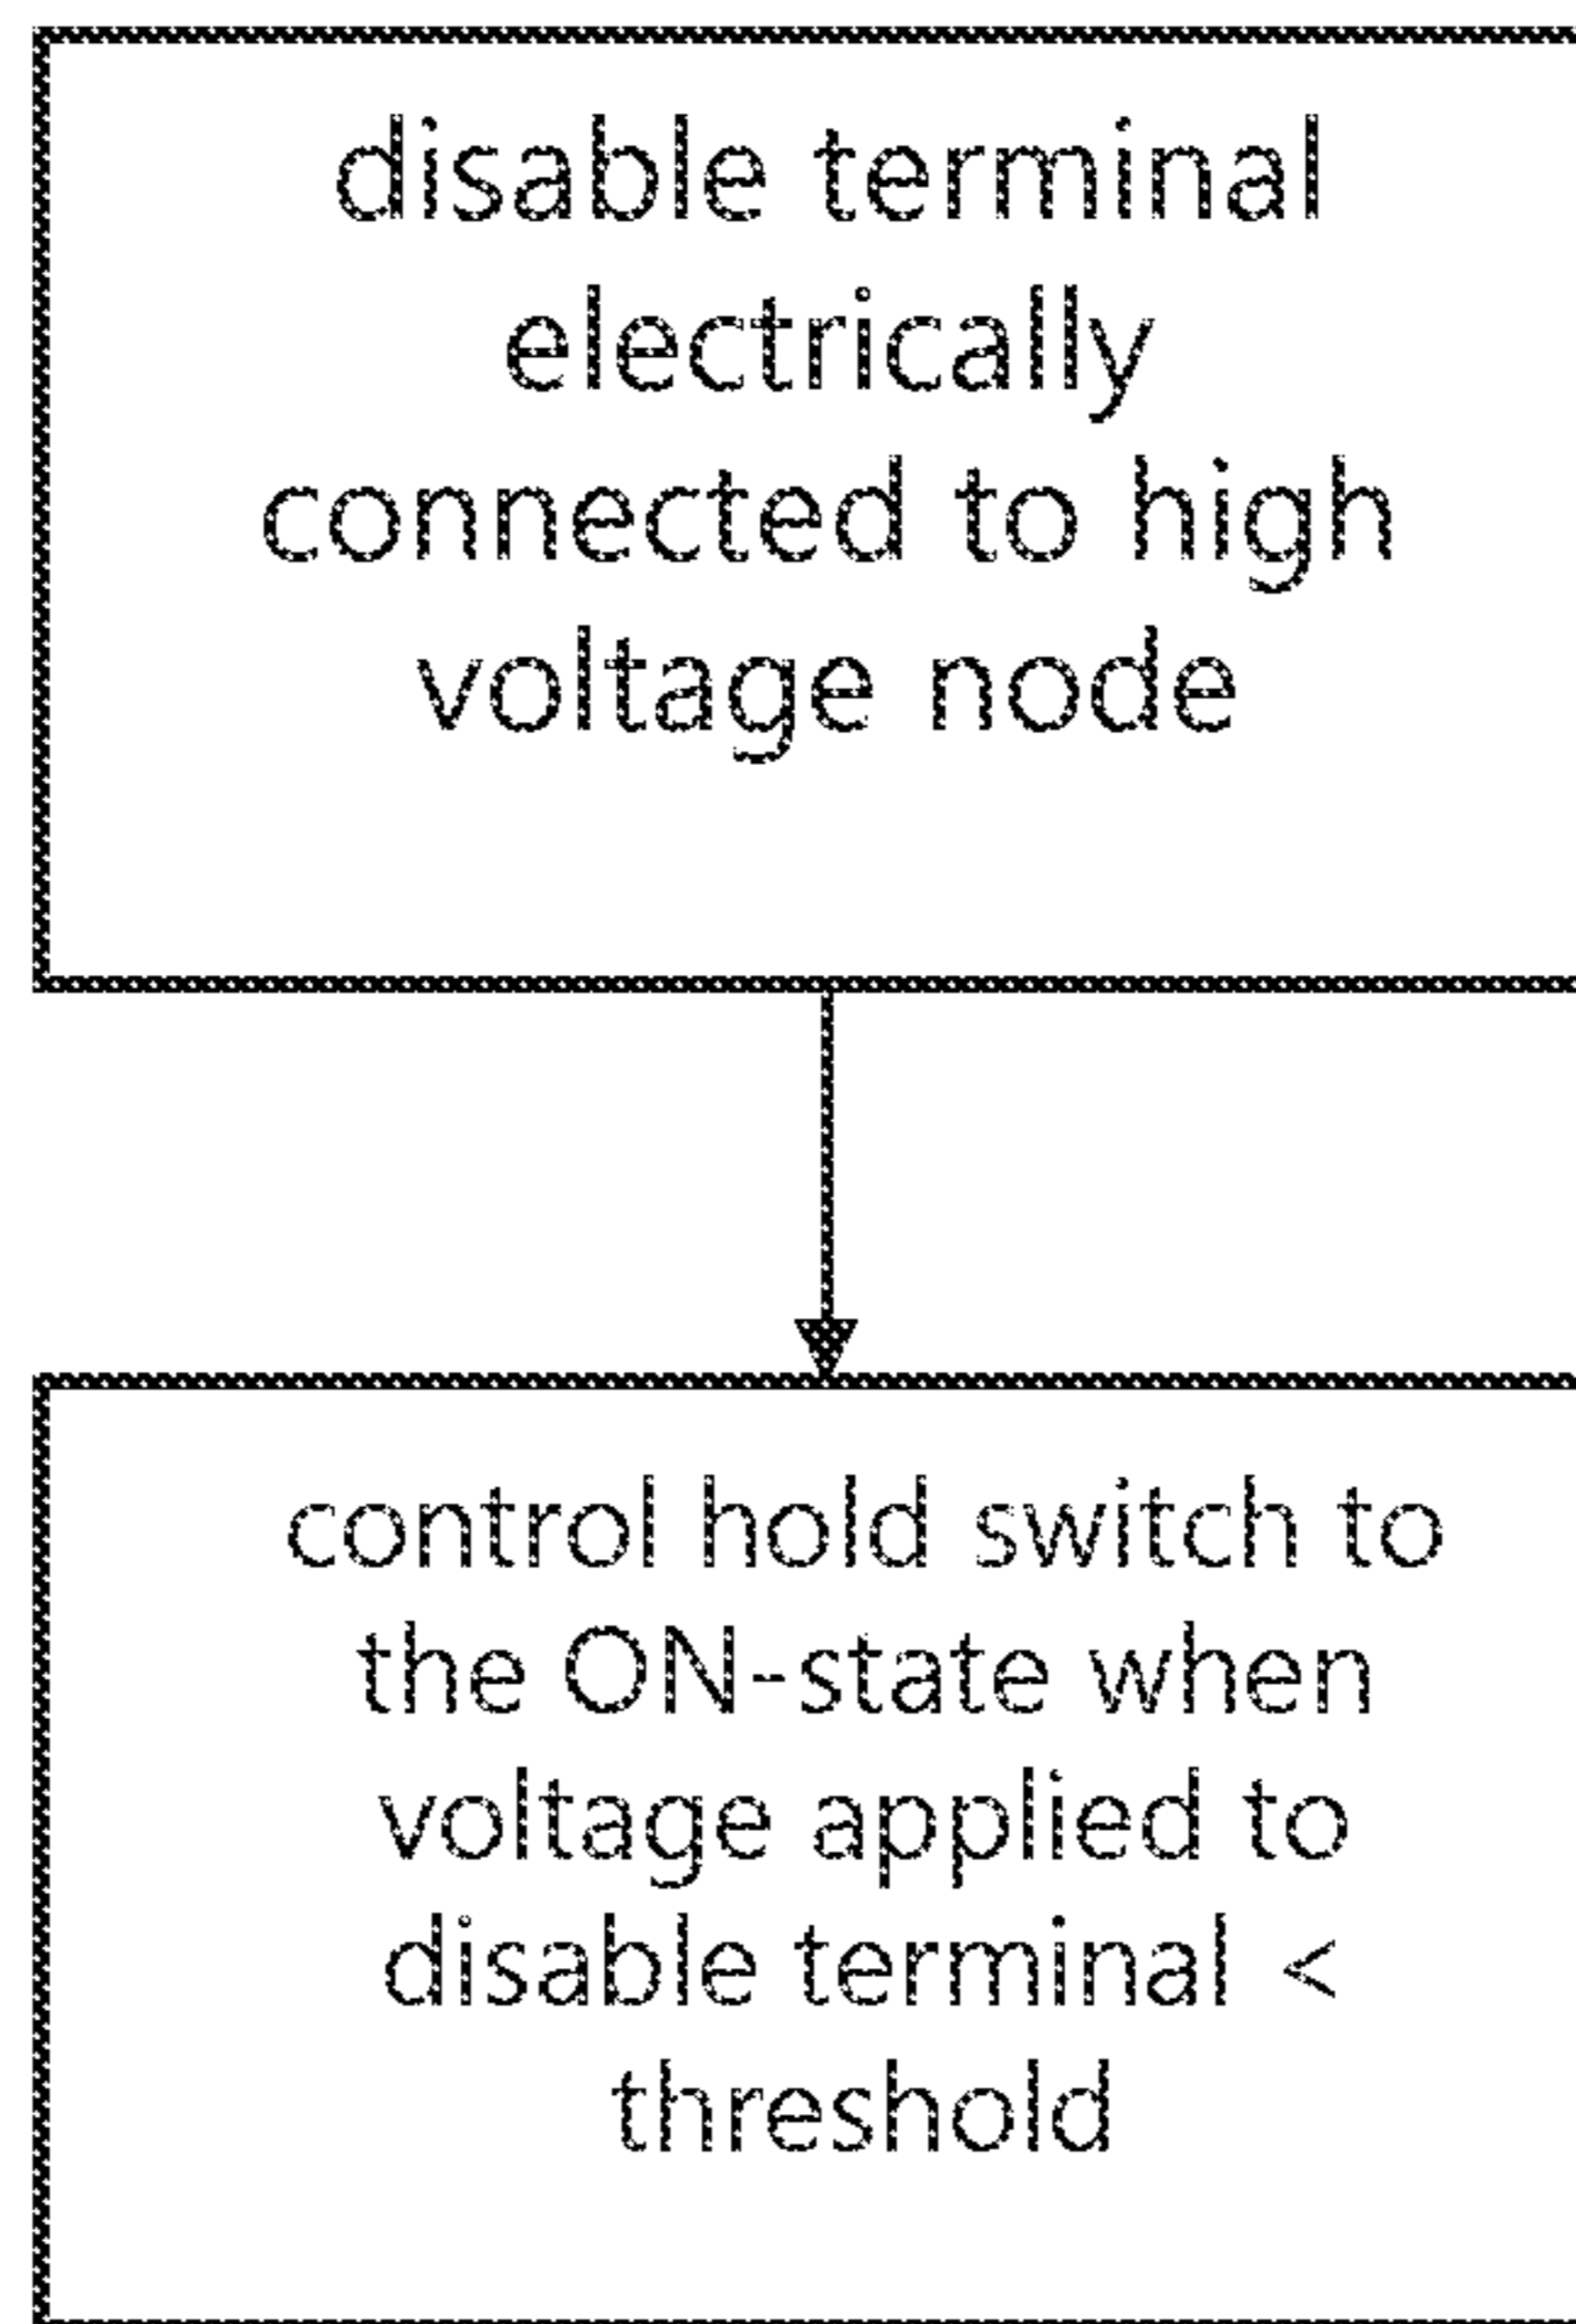 disable terminal
electrically
connected to high
voltage node
control hold switch to
the ON-state when
voltage applied to
disable terminal <
threshold